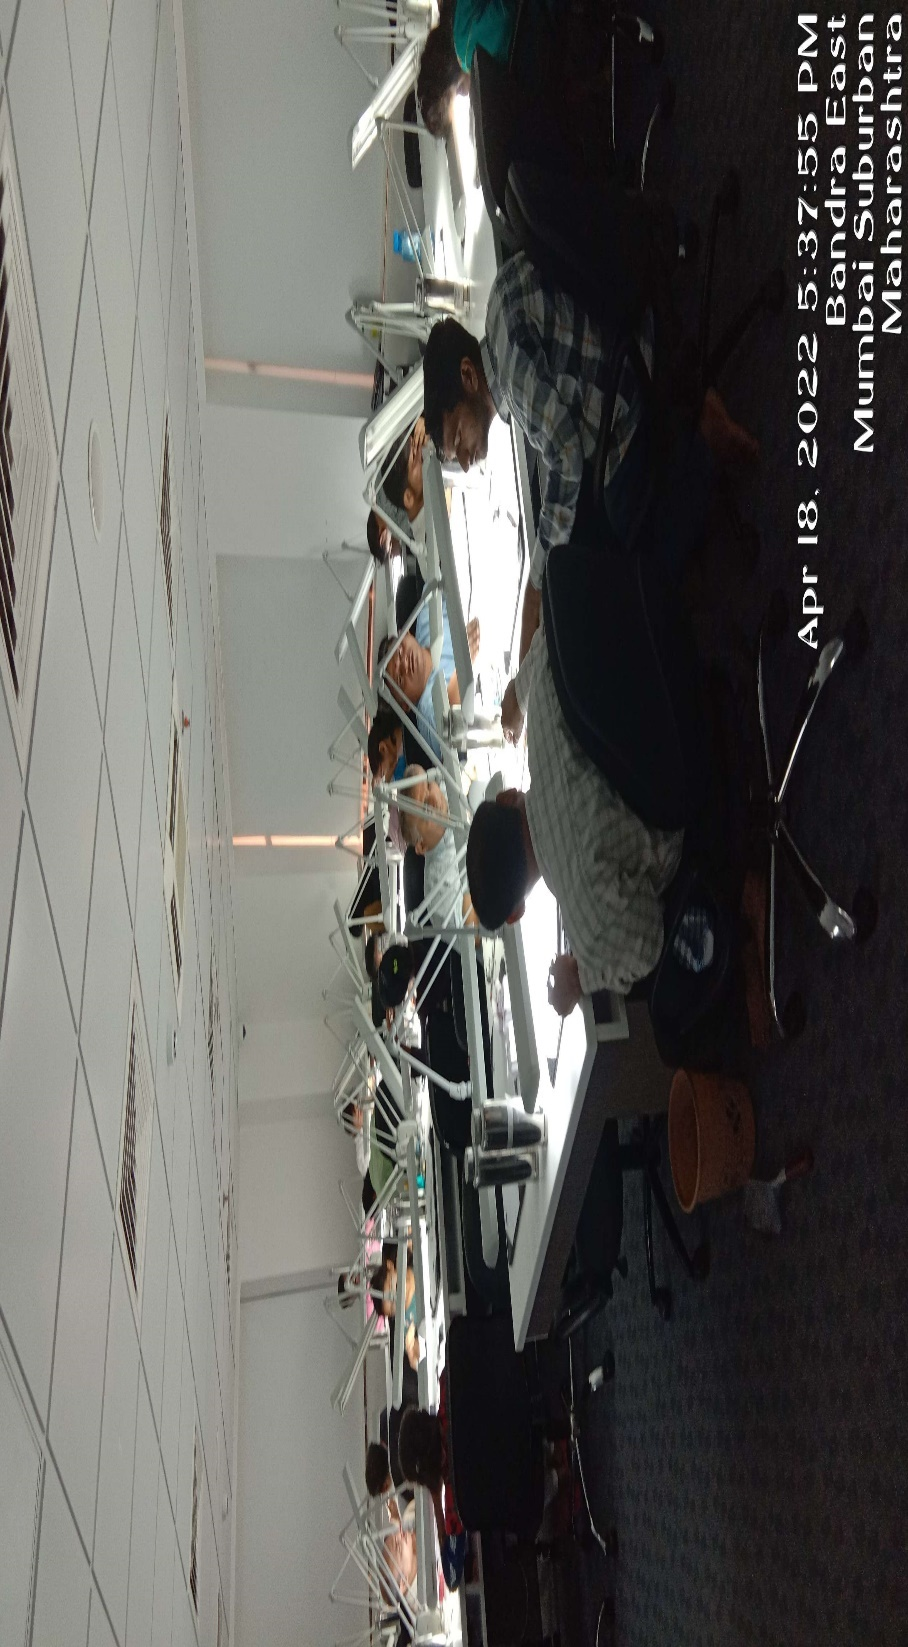 Apr 18, 2022 5:37:55 PM
Bandra East
Mumbai Suburban
Maharashtra